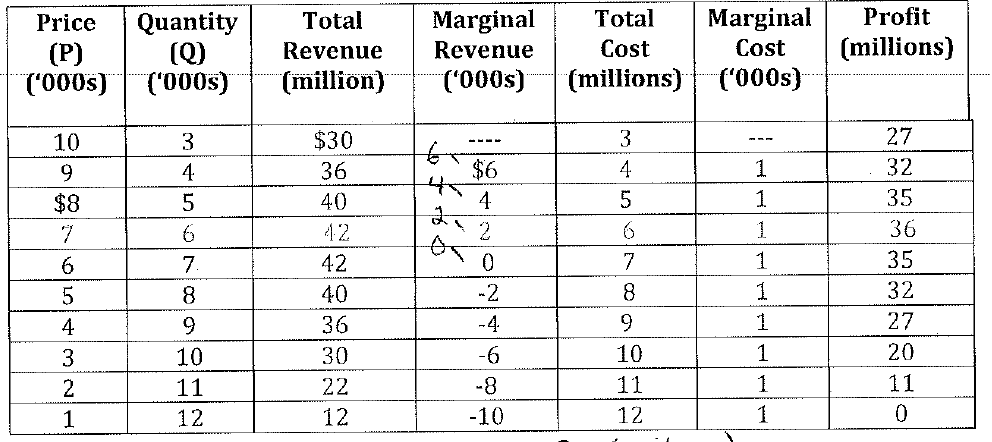 Price Quantity Total Marginal Total Marginal Profit
(P) (Q) Revenue Revenue Cost Cost (millions)
('000s) ('000s) (million) ('000s) (millions) ('000s)
10 3 $30 ---- 3 --- 27
6,
9 4 36 $6 4 1 32
4,
$8 5 40 4 5 1 35
2,
7 6 42 2 6 1 36
0,
6 7 42 0 7 1 35
5 8 40 -2 8 1 32
4 9 36 -4 9 1 27
3 10 30 -6 10 1 20
2 11 22 -8 11 1 11
1 12 12 -10 12 1 0